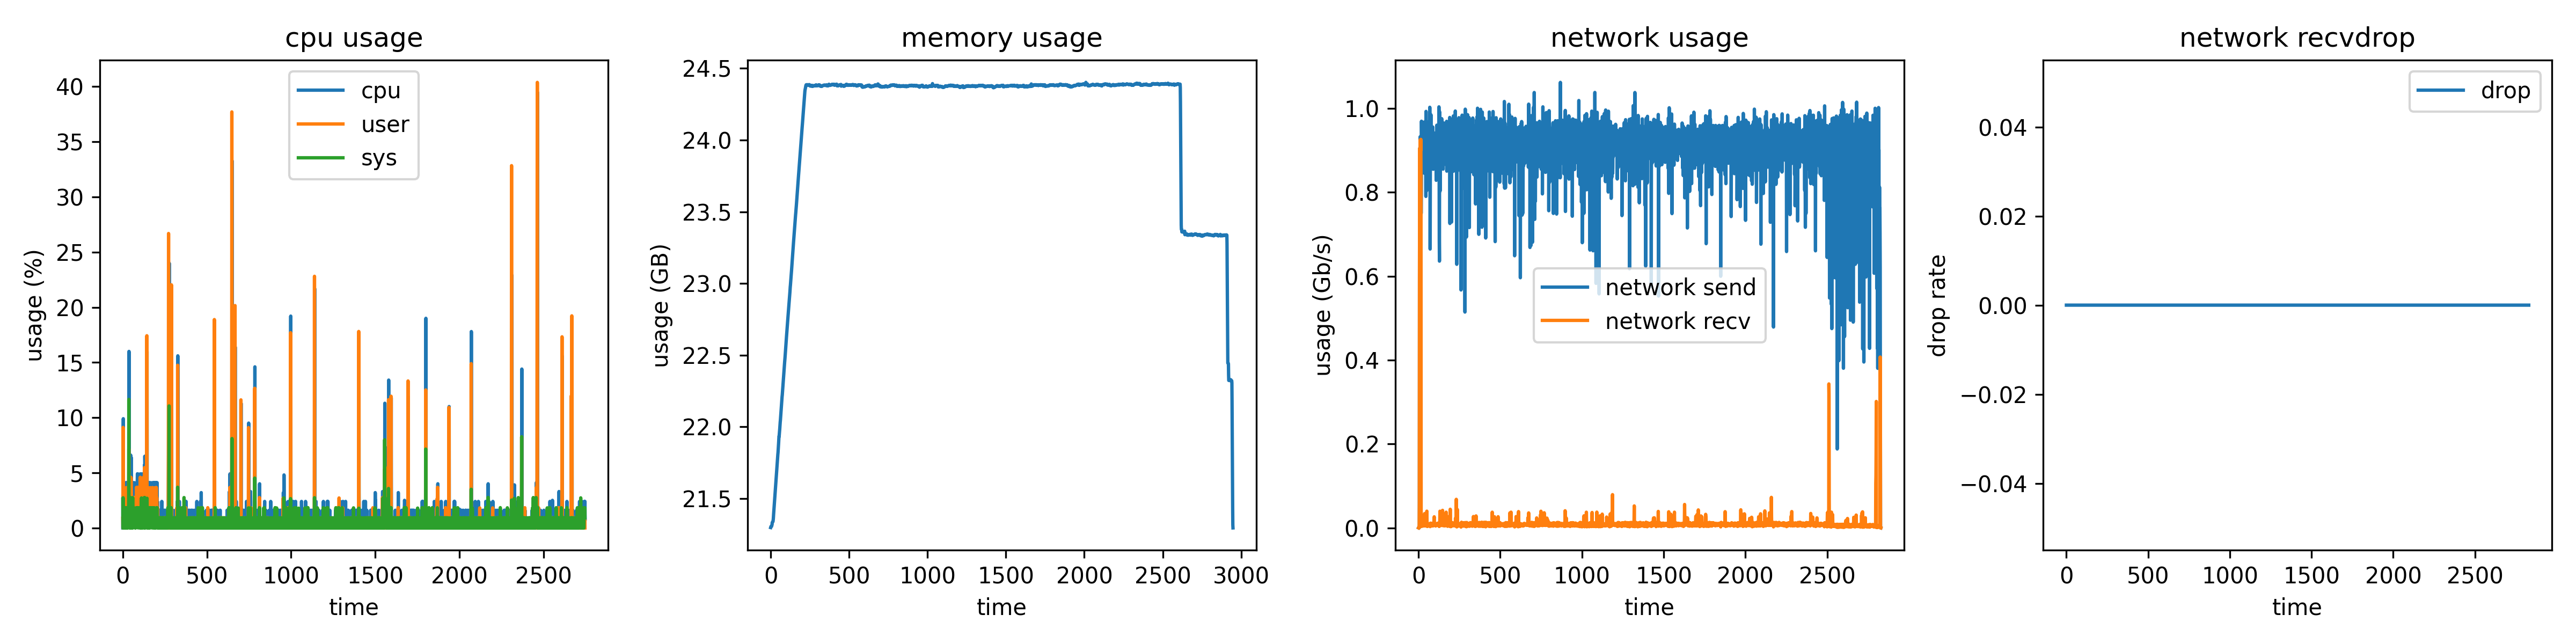 cpu usage
usage (%)
40
35
30
25
20
15
10
5
0
cpu
user
sys
0 500 1000 1500 2000 2500
time
memory usage
usage (GB)
24.5
24.0
23.5
23.0
22.5
22.0
21.5
0 500 1000 1500 2000 2500 3000
time
network usage
usage (Gb/s)
1.0
0.8
0.6
0.4
0.2
0.0
network send
network recv
0 500 1000 1500 2000 2500
time
network recvdrop
drop rate
0.04
0.02
0.00
−0.02
−0.04
drop
0 500 1000 1500 2000 2500
time